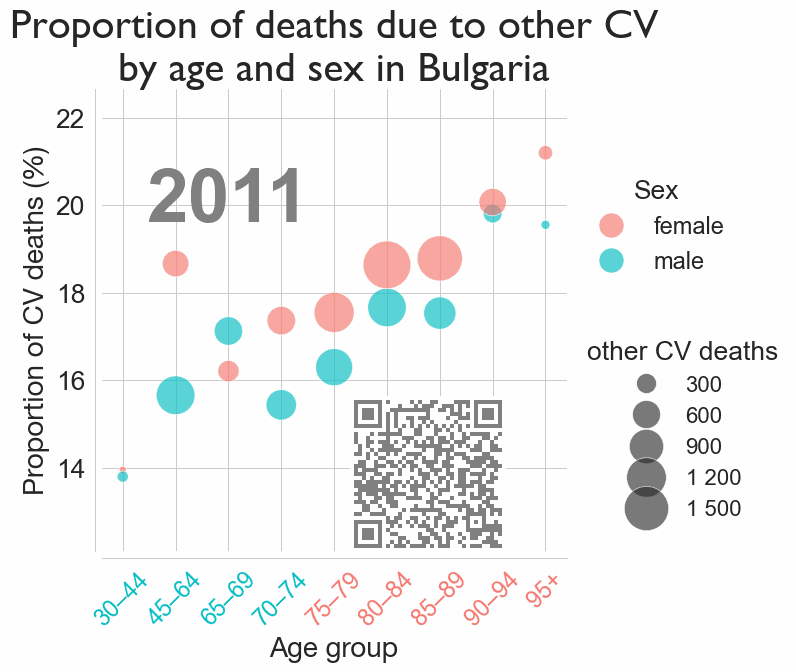 Proportion of deaths due to other CV
by age and sex in Bulgaria
Proportion of CV deaths (%)
22
20
18
16
14
2011
30–44
45–64
65–69
70–74
75–79
80–84
85–89
90–94
95+
Age group
Sex
female
male
other CV deaths
300
600
900
1 200
1 500